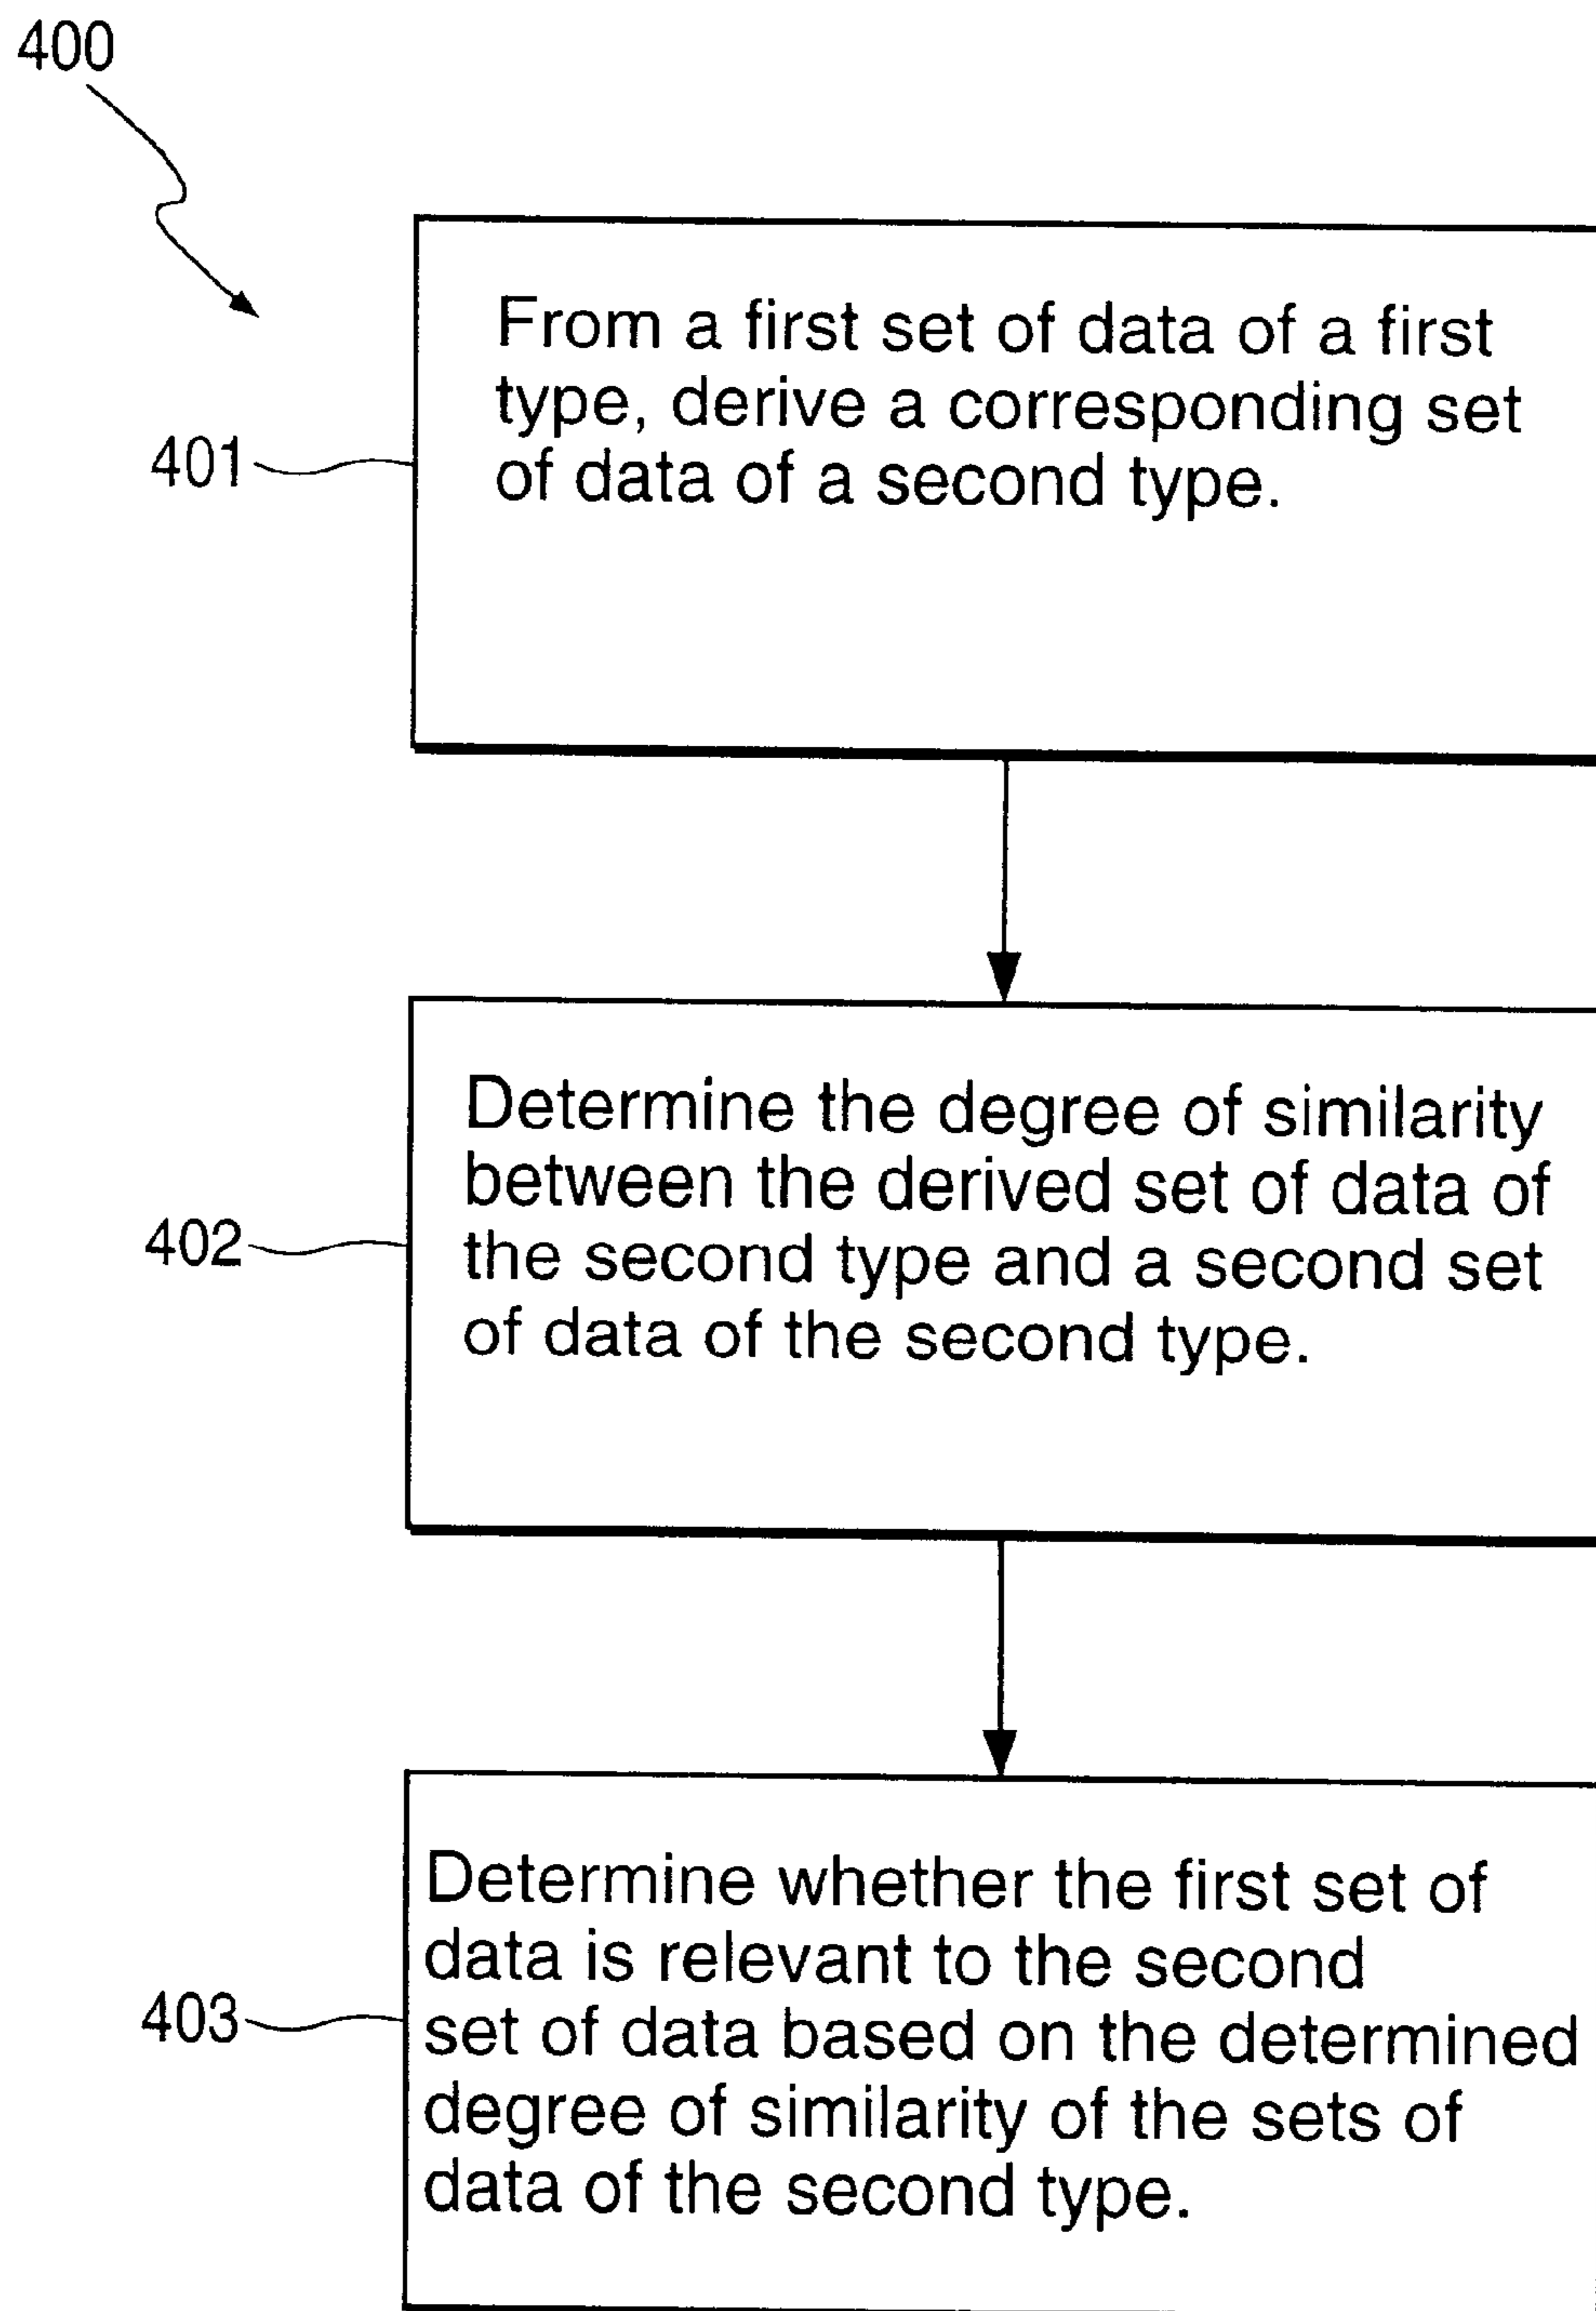 400
From a first set of data of a first
type, derive a corresponding set
of data of a second type.
401
Determine the degree of similarity
between the derived set of data of
the second type and a second set
of data of the second type.
402
Determine whether the first set of
data is relevant to the second
set of data based on the determined
degree of similarity of the sets of
data of the second type.
403